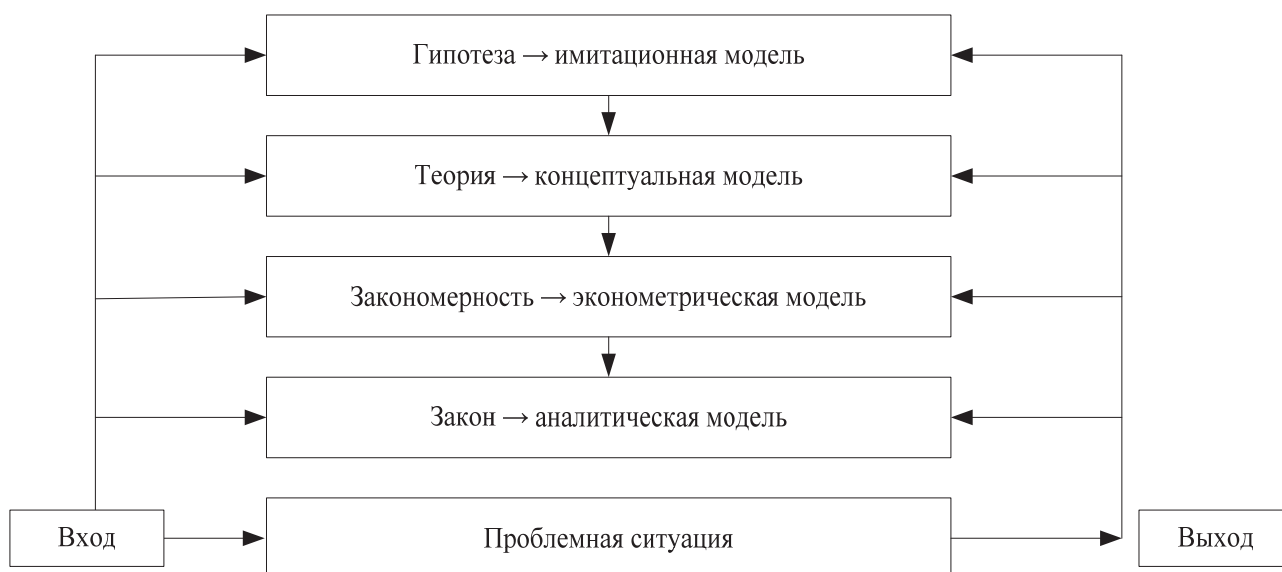 Гипотеза → имитационная модель
Теория → концептуальная модель
Закономерность → эконометрическая модель
Закон → аналитическая модель
Вход
Проблемная ситуация
Выход